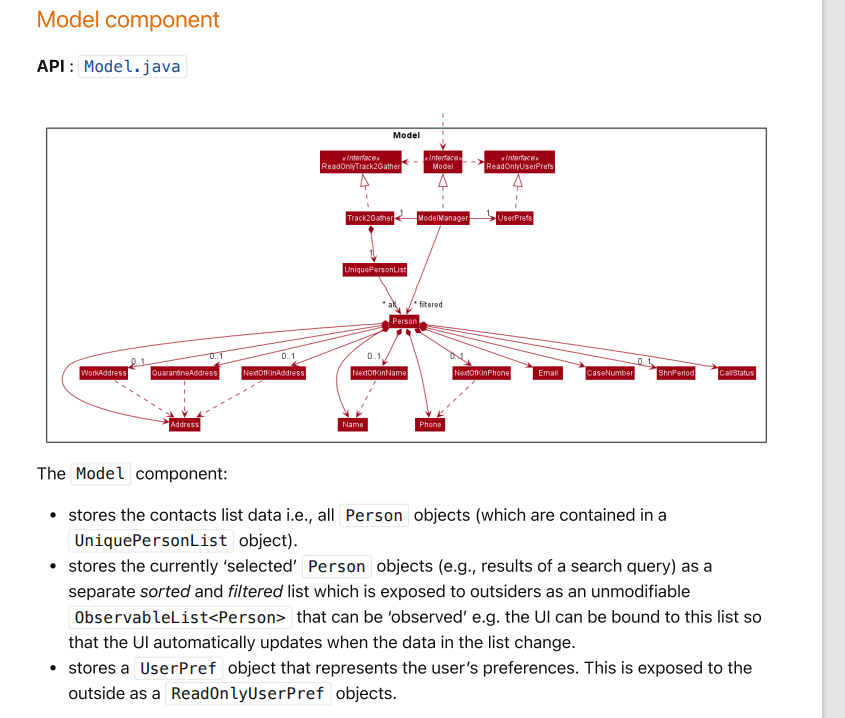 Model component
API : Model.java
Model
«Interface» ReadOnlyTrack2Gather
«Interface» Model
«Interface» ReadOnlyUserPrefs
Track2Gather 1 ModelManager 1 UserPrefs
1
UniquePersonList
* all * filtered
Person
0..1 0..1 0..1 0..1 0..1 0..1
WorkAddress QuarantineAddress NextOfKinAddress NextOfKinName NextOfKinPhone Email CaseNumber ShnPeriod CallStatus
Address Name Phone
The Model component:
• stores the contacts list data i.e., all Person objects (which are contained in a
UniquePersonList object).
• stores the currently ‘selected’ Person objects (e.g., results of a search query) as a
separate sorted and filtered list which is exposed to outsiders as an unmodifiable
ObservableList<Person> that can be ‘observed’ e.g. the UI can be bound to this list so
that the UI automatically updates when the data in the list change.
• stores a UserPref object that represents the user’s preferences. This is exposed to the
outside as a ReadOnlyUserPref objects.